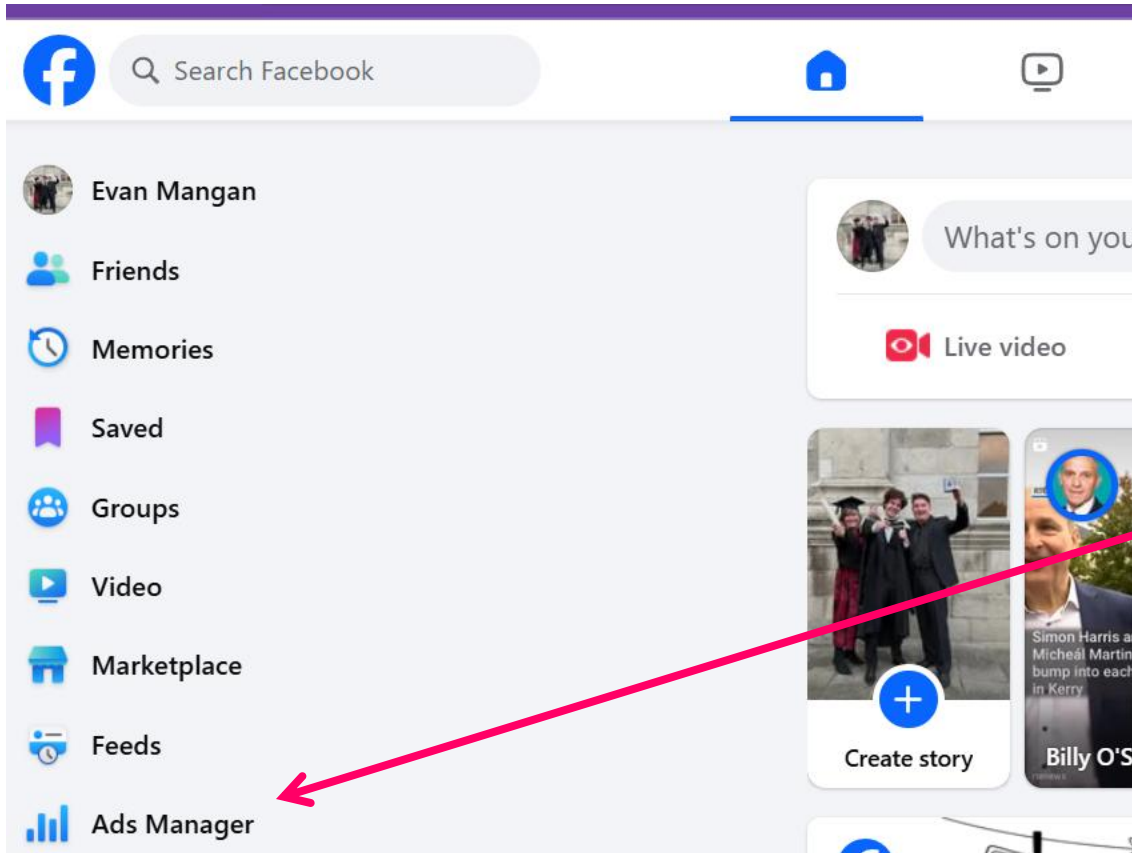 Search Facebook
Evan Mangan
Friends
Memories
Saved
Groups
Video
Marketplace
Feeds
Ads Manager
What's on you
Live video
Create story
Simon Harris a
Micheál Martin
bump into each
in Kerry
Billy O'S